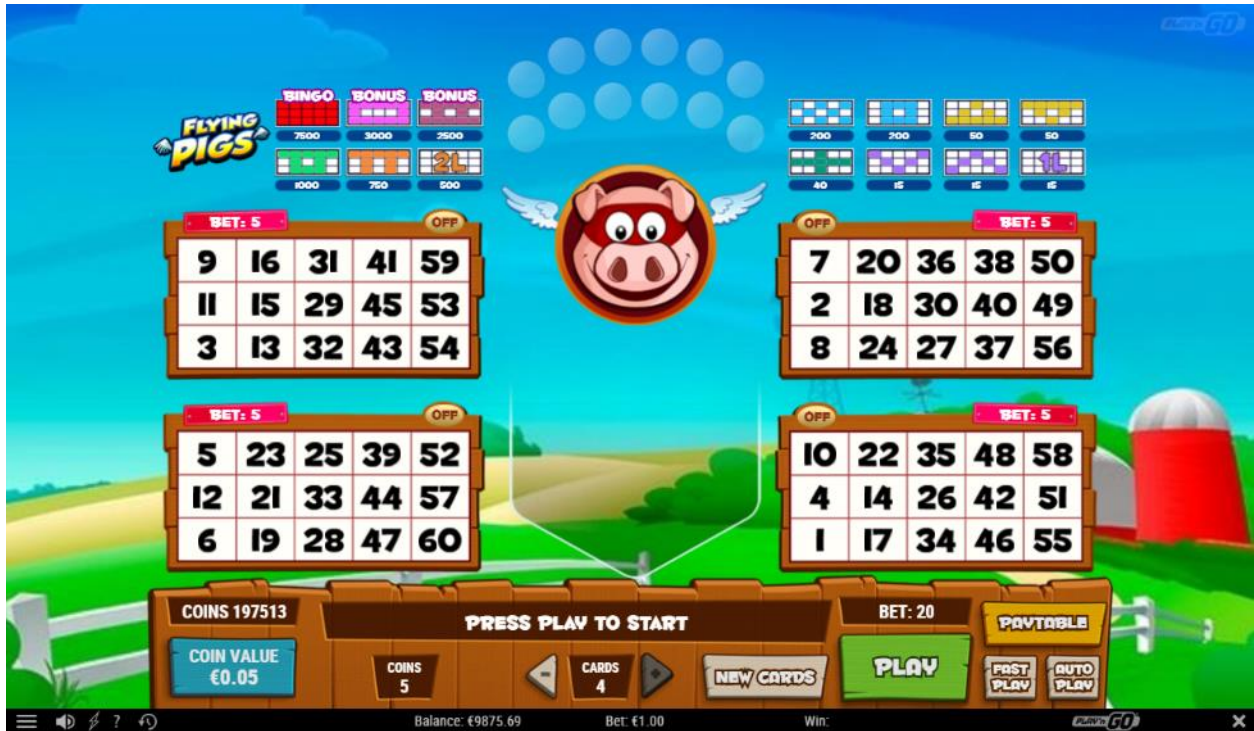 PLAY'n GO
BINGO BONUS BONUS
7500 3000 2500
FLYING
PIGS
2L
1000 750 500
200 200 50 50
1L
40 15 15 15
BET: 5 OFF
9 16 31 41 59
11 15 29 45 53
3 13 32 43 54
OFF BET: 5
7 20 36 38 50
2 18 30 40 49
8 24 27 37 56
BET: 5 OFF
5 23 25 39 52
12 21 33 44 57
6 19 28 47 60
OFF BET: 5
10 22 35 48 58
4 14 26 42 51
1 17 34 46 55
COINS 197513
PRESS PLAY TO START
BET: 20
PAYTABLE
COIN VALUE
€0.05
COINS
5
CARDS
4
NEW CARDS
PLAY
FAST
PLAY
AUTO
PLAY
?
Balance: €9875.69 Bet: €1.00 Win:
PLAY'n GO